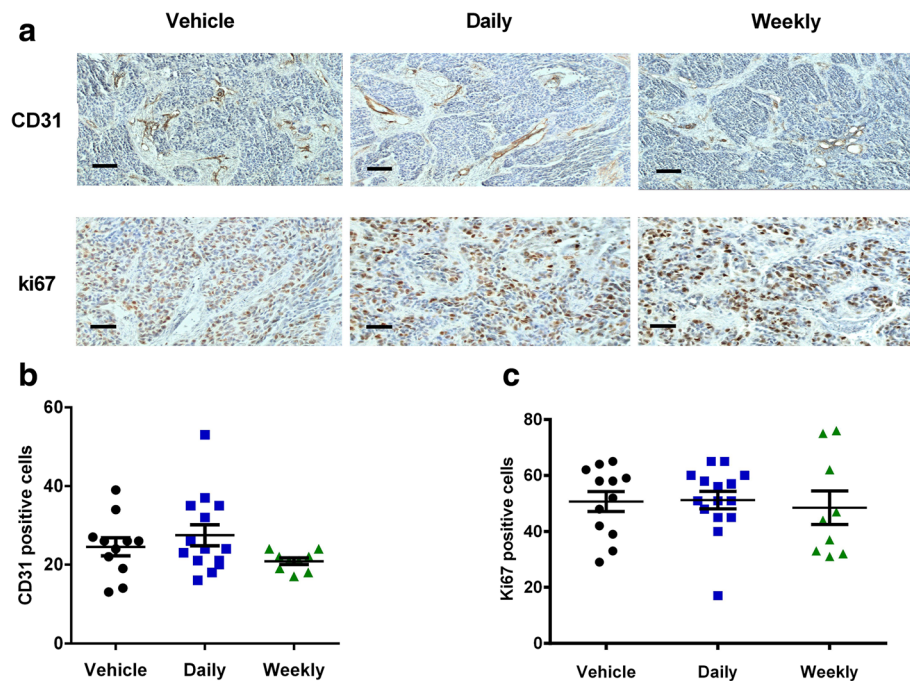 a
Vehicle Daily Weekly
CD31
ki67
b
60
40
20
0
CD31 positive cells
Vehicle Daily Weekly
c
80
60
40
20
0
Ki67 positive cells
Vehicle Daily Weekly